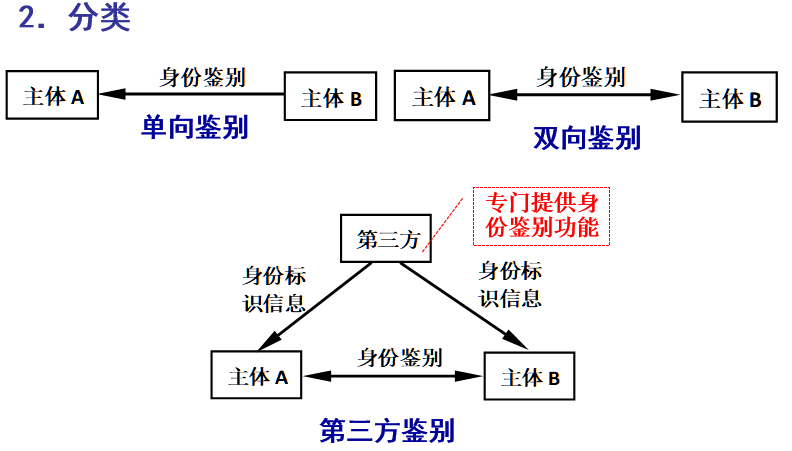 2. 分类
身份鉴别
主体 A
主体 B
单向鉴别
身份鉴别
主体 A
主体 B
双向鉴别
专门提供身
份鉴别功能
第三方
身份标
识信息
身份标
识信息
身份鉴别
主体 A
主体 B
第三方鉴别